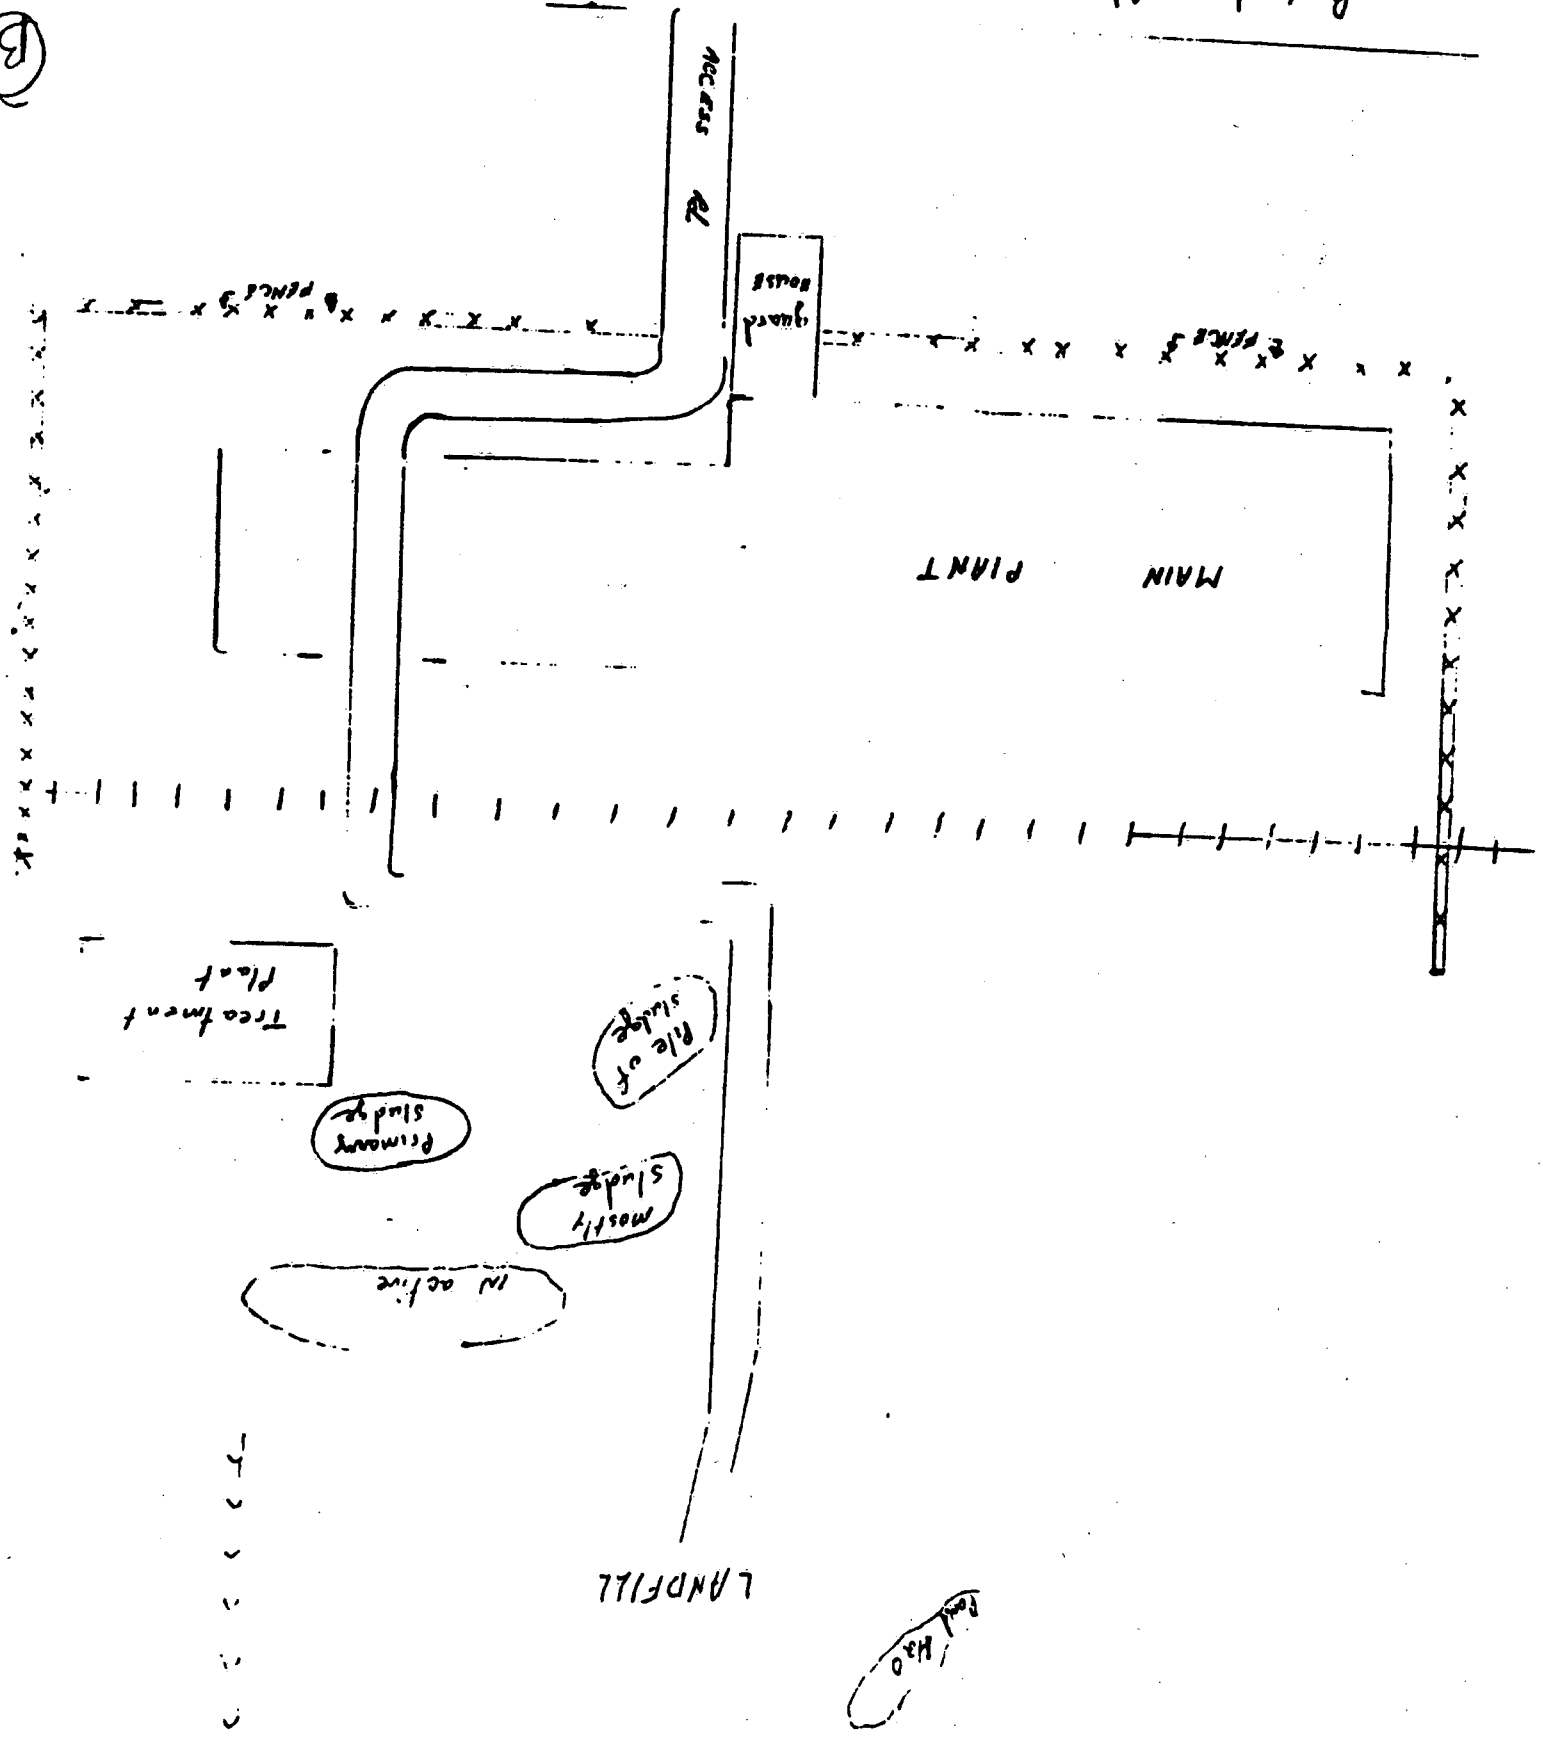 LANDFILL
H2O
Pond
IN active
mostly
sludge
Primary
sludge
Pile of
sludge
Treatment
Plant
MAIN PlANT
FENCE
guard
HOUSE
FENCE
ACCESS Rd
B